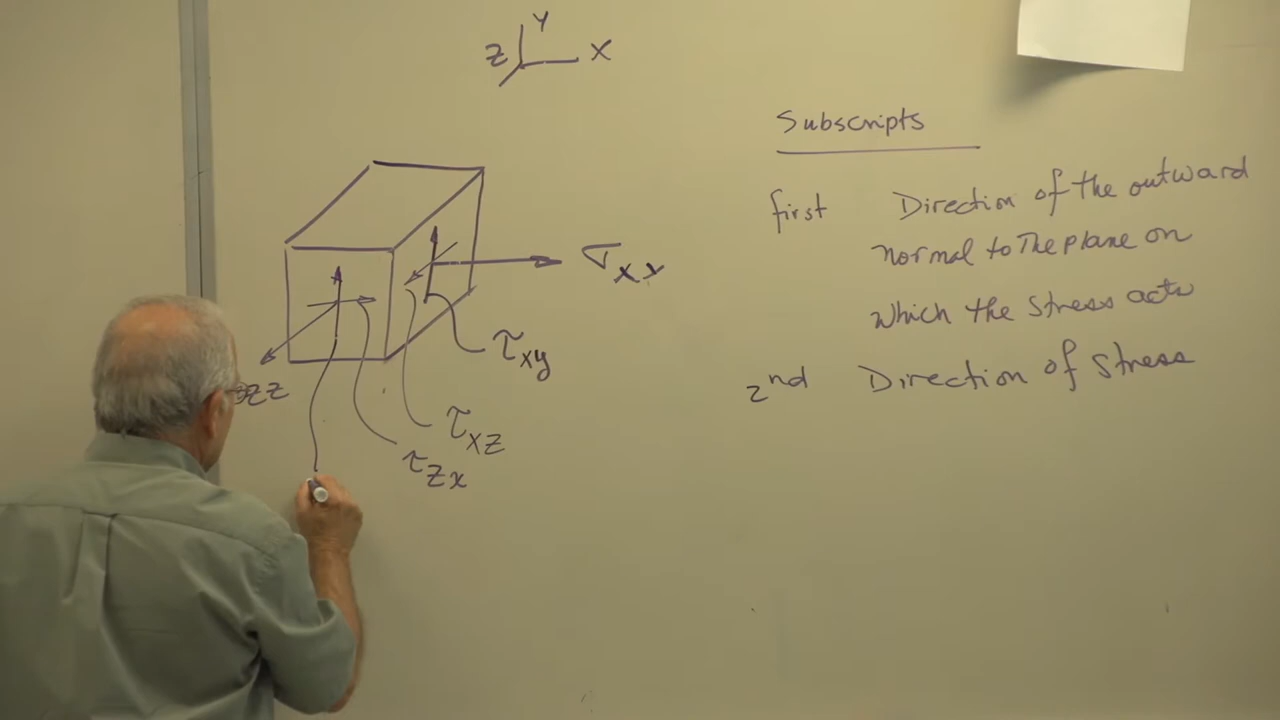 Y
Z X
Subscripts
first Direction of the outward
normal to the plane on
which the stress acts
2nd Direction of stress
σxx
τxy
zz
τxz
τzx